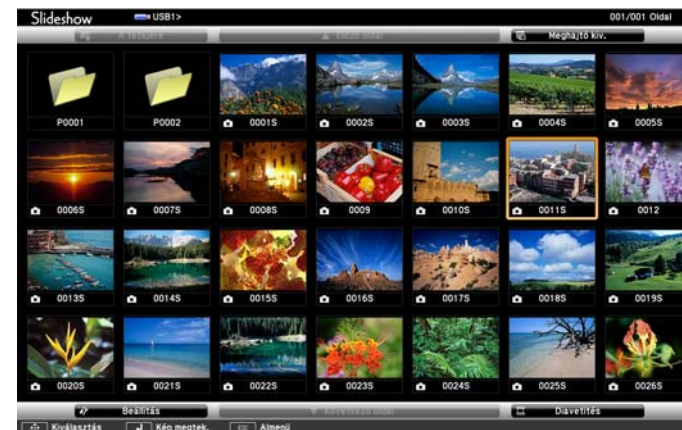 Slideshow USB1> 001/001 Oldal
A tetejére Előző oldal Meghajtó kiv.
P0001 P0002 0001S 0002S 0003S 0004S 0005S
0006S 0007S 0008S 0009 0010S 0011S 0012
0013S 0014S 0015S 0016S 0017S 0018S 0019S
0020S 0021S 0022S 0023S 0024S 0025S 0026S
Beállítás Következő oldal Diavetítés
Kiválasztás Kép megtek. Almenü